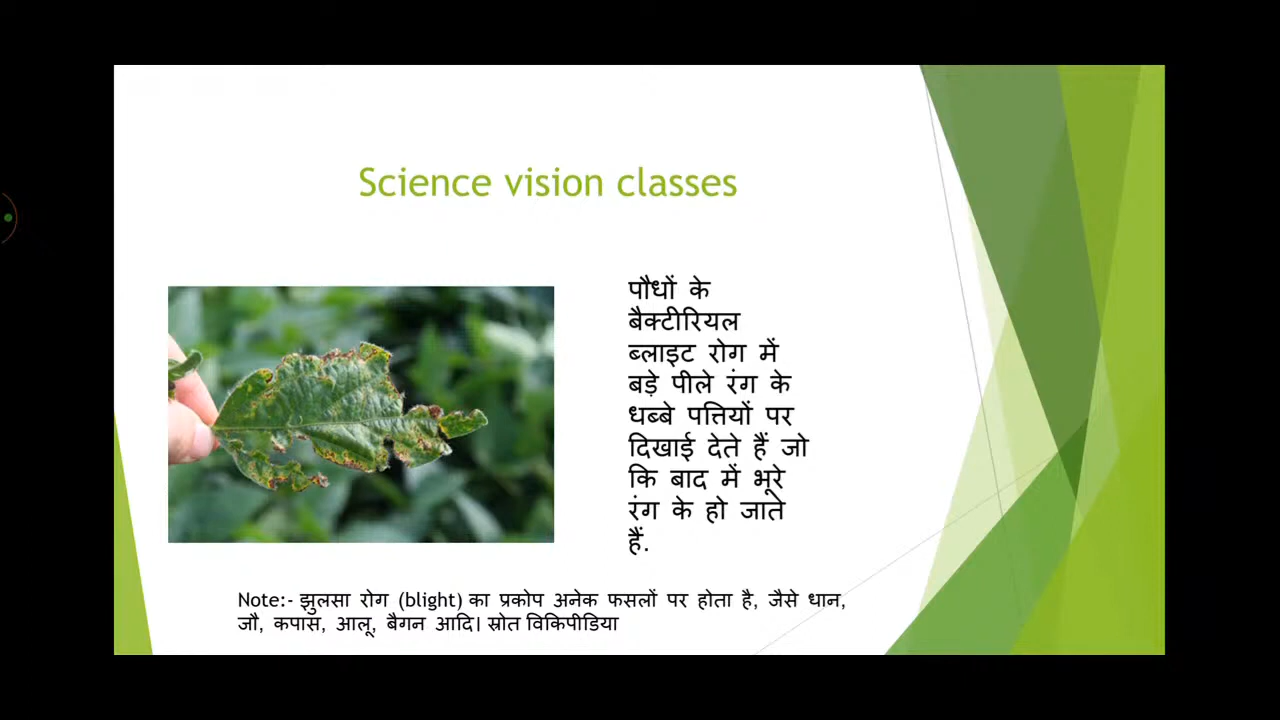 Science vision classes
पौधों के
बैक्टीरियल
ब्लाइट रोग में
बड़े पीले रंग के
धब्बे पत्तियों पर
दिखाई देते हैं जो
कि बाद में भूरे
रंग के हो जाते
हैं.
Note:- झुलसा रोग (blight) का प्रकोप अनेक फसलों पर होता है, जैसे धान,
जौ, कपास, आलू, बैगन आदि। स्रोत विकिपीडिया